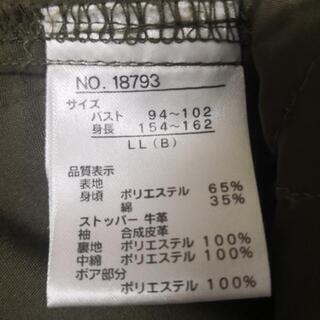 NO. 18793
サイズ
バスト 94~102
身長 154~162
LL (B)
品質表示
表地
身頃 ポリエステル 65%
綿 35%
ストッパー 牛革
袖 合成皮革
裏地 ポリエステル 100%
中綿 ポリエステル 100%
ボア部分
ポリエステル 100%